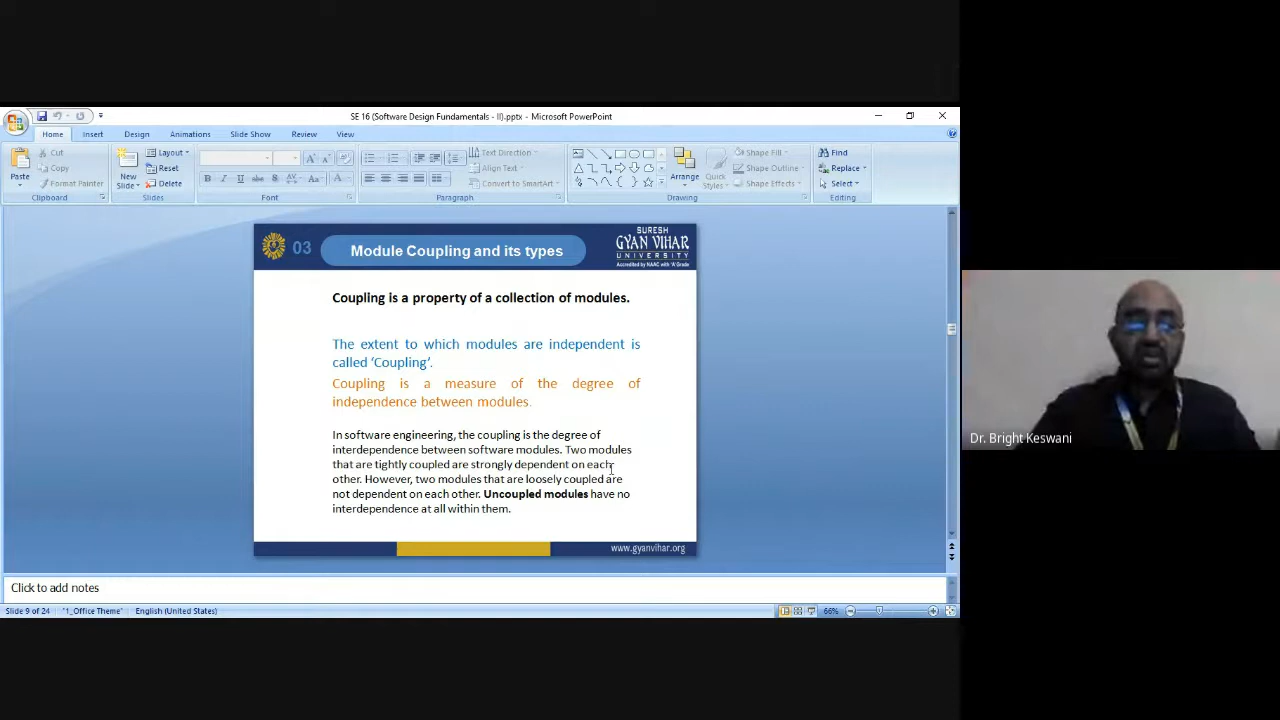 SE 16 (Software Design Fundamentals - II).pptx - Microsoft PowerPoint
Home Insert Design Animations Slide Show Review View
Paste
Cut
Copy
Format Painter
Clipboard
New
Slide
Layout
Reset
Delete
Slides
B I U abc S AV Aa A
Font
Text Direction
Align Text
Convert to SmartArt
Paragraph
Arrange
Quick
Styles
Shape Fill
Shape Outline
Shape Effects
Drawing
Find
Replace
Select
Editing
03
Module Coupling and its types
SURESH
GYAN VIHAR
UNIVERSITY
Accredited by NAAC with 'A' Grade
Coupling is a property of a collection of modules.
The extent to which modules are independent is
called ‘Coupling’.
Coupling is a measure of the degree of
independence between modules.
In software engineering, the coupling is the degree of
interdependence between software modules. Two modules
that are tightly coupled are strongly dependent on each
other. However, two modules that are loosely coupled are
not dependent on each other. Uncoupled modules have no
interdependence at all within them.
www.gyanvihar.org
Click to add notes
Slide 9 of 24 "1_Office Theme" English (United States) 66%
Dr. Bright Keswani